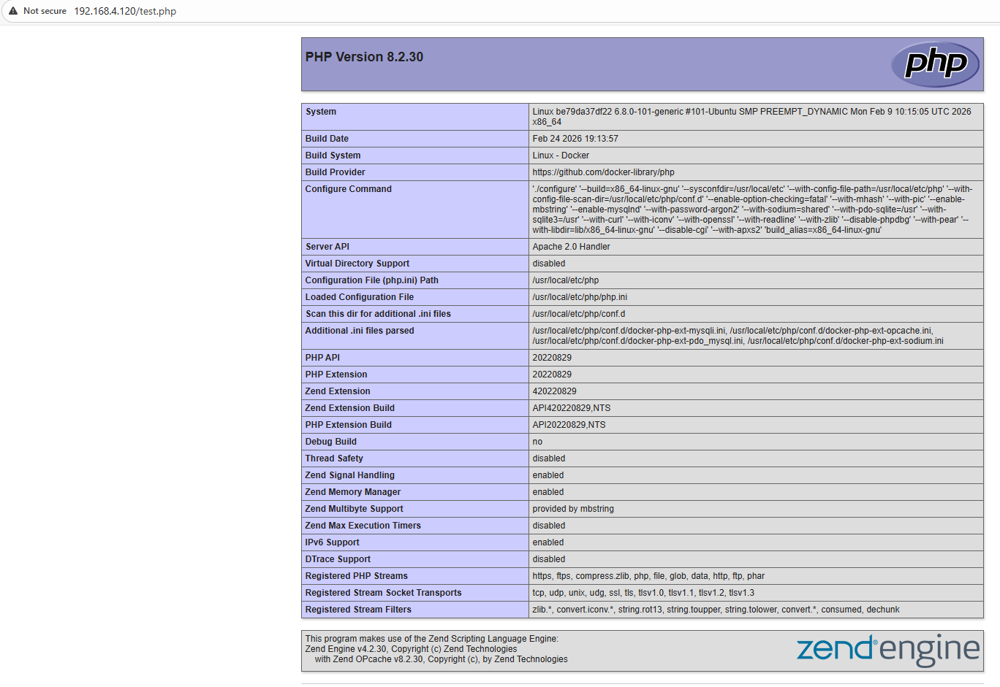 Not secure 192.168.4.120/test.php
PHP Version 8.2.30
php
System Linux be79da37df22 6.8.0-101-generic #101-Ubuntu SMP PREEMPT_DYNAMIC Mon Feb 9 10:15:05 UTC 2026
x86_64
Build Date Feb 24 2026 19:13:57
Build System Linux - Docker
Build Provider https://github.com/docker-library/php
Configure Command './configure' '--build=x86_64-linux-gnu' '--sysconfdir=/usr/local/etc' '--with-config-file-path=/usr/local/etc/php' '--with-
config-file-scan-dir=/usr/local/etc/php/conf.d' '--enable-option-checking=fatal' '--with-mhash' '--with-pic' '--enable-
mbstring' '--enable-mysqlnd' '--with-password-argon2' '--with-sodium=shared' '--with-pdo-sqlite=/usr' '--with-
sqlite3=/usr' '--with-curl' '--with-iconv' '--with-openssl' '--with-readline' '--with-zlib' '--disable-phpdbg' '--with-pear' '--
with-libdir=lib/x86_64-linux-gnu' '--disable-cgi' '--with-apxs2' 'build_alias=x86_64-linux-gnu'
Server API Apache 2.0 Handler
Virtual Directory Support disabled
Configuration File (php.ini) Path /usr/local/etc/php
Loaded Configuration File /usr/local/etc/php/php.ini
Scan this dir for additional .ini files /usr/local/etc/php/conf.d
Additional .ini files parsed /usr/local/etc/php/conf.d/docker-php-ext-mysqli.ini, /usr/local/etc/php/conf.d/docker-php-ext-opcache.ini,
/usr/local/etc/php/conf.d/docker-php-ext-pdo_mysql.ini, /usr/local/etc/php/conf.d/docker-php-ext-sodium.ini
PHP API 20220829
PHP Extension 20220829
Zend Extension 420220829
Zend Extension Build API420220829,NTS
PHP Extension Build API20220829,NTS
Debug Build no
Thread Safety disabled
Zend Signal Handling enabled
Zend Memory Manager enabled
Zend Multibyte Support provided by mbstring
Zend Max Execution Timers disabled
IPv6 Support enabled
DTrace Support disabled
Registered PHP Streams https, ftps, compress.zlib, php, file, glob, data, http, ftp, phar
Registered Stream Socket Transports tcp, udp, unix, udg, ssl, tls, tlsv1.0, tlsv1.1, tlsv1.2, tlsv1.3
Registered Stream Filters zlib.*, convert.iconv.*, string.rot13, string.toupper, string.tolower, convert.*, consumed, dechunk
This program makes use of the Zend Scripting Language Engine:
Zend Engine v4.2.30, Copyright (c) Zend Technologies
with Zend OPcache v8.2.30, Copyright (c), by Zend Technologies
zend® engine